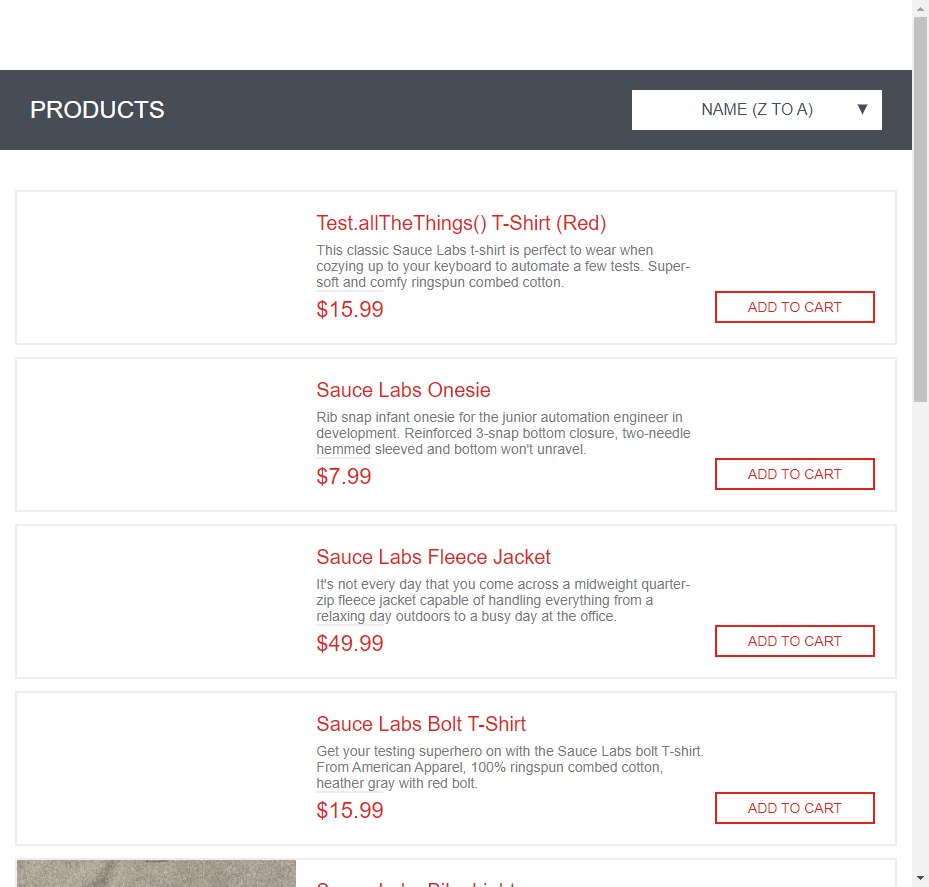 PRODUCTS
NAME (Z TO A)
Test.allTheThings() T-Shirt (Red)
This classic Sauce Labs t-shirt is perfect to wear when
cozying up to your keyboard to automate a few tests. Super-
soft and comfy ringspun combed cotton.
$15.99
ADD TO CART
Sauce Labs Onesie
Rib snap infant onesie for the junior automation engineer in
development. Reinforced 3-snap bottom closure, two-needle
hemmed sleeved and bottom won't unravel.
$7.99
ADD TO CART
Sauce Labs Fleece Jacket
It's not every day that you come across a midweight quarter-
zip fleece jacket capable of handling everything from a
relaxing day outdoors to a busy day at the office.
$49.99
ADD TO CART
Sauce Labs Bolt T-Shirt
Get your testing superhero on with the Sauce Labs bolt T-shirt.
From American Apparel, 100% ringspun combed cotton,
heather gray with red bolt.
$15.99
ADD TO CART
Sauce Labs Bike Light